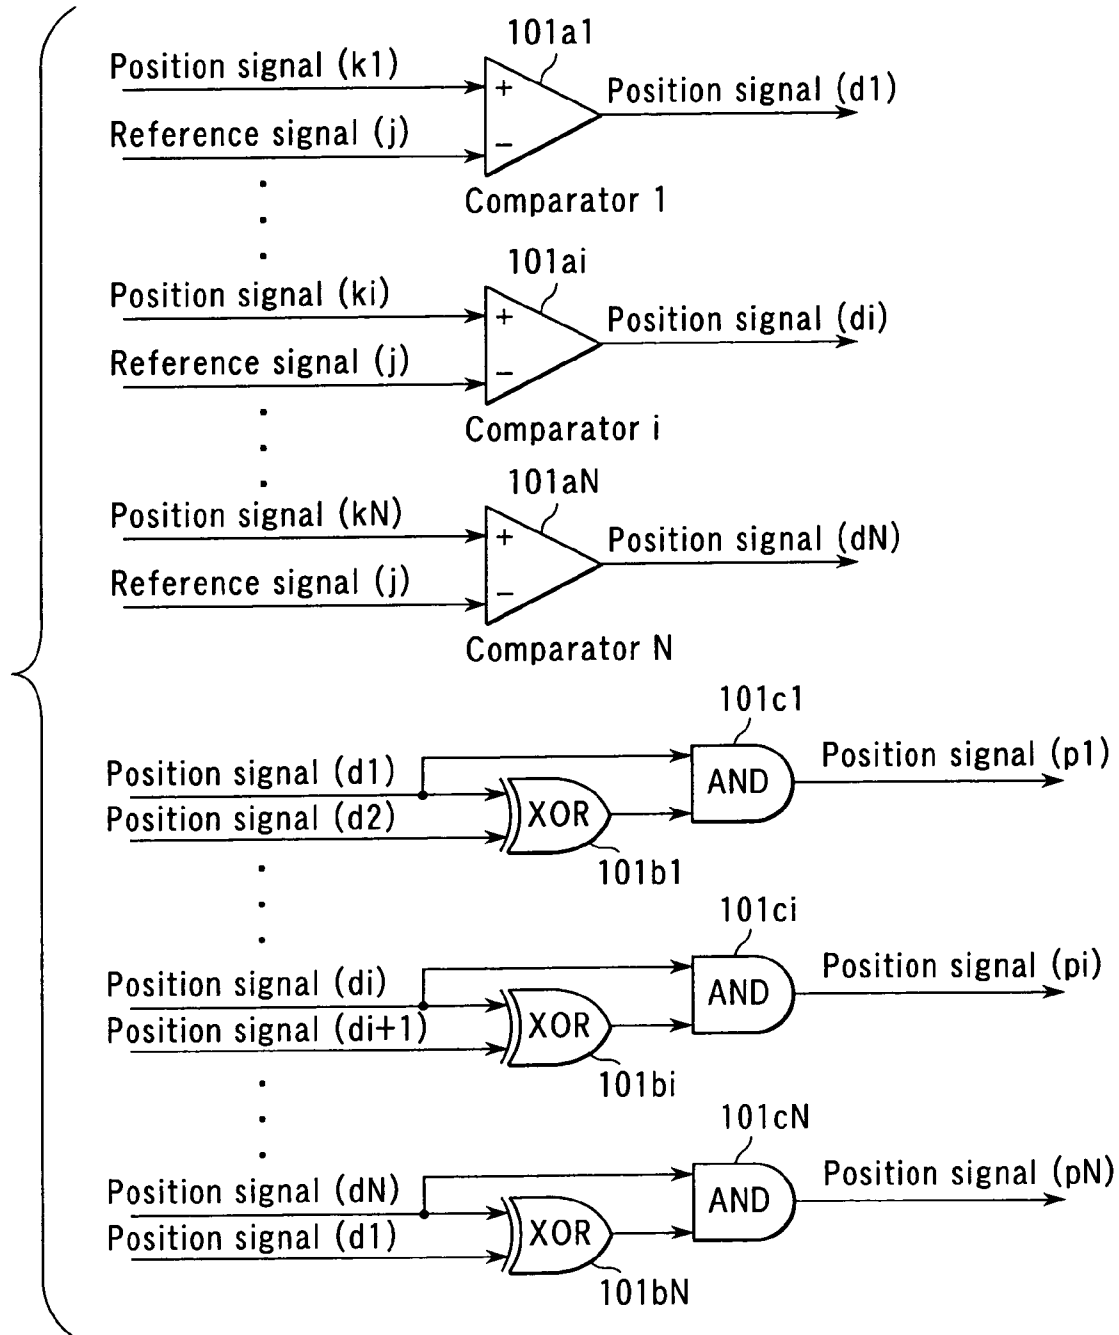 101a1
Position signal (k1)
+
Position signal (d1)
Reference signal (j)
−
Comparator 1
101ai
Position signal (ki)
+
Position signal (di)
Reference signal (j)
−
Comparator i
101aN
Position signal (kN)
+
Position signal (dN)
Reference signal (j)
−
Comparator N
101c1
Position signal (p1)
Position signal (d1)
AND
Position signal (d2)
XOR
101b1
101ci
Position signal (pi)
Position signal (di)
AND
Position signal (di+1)
XOR
101bi
101cN
Position signal (pN)
Position signal (dN)
AND
Position signal (d1)
XOR
101bN